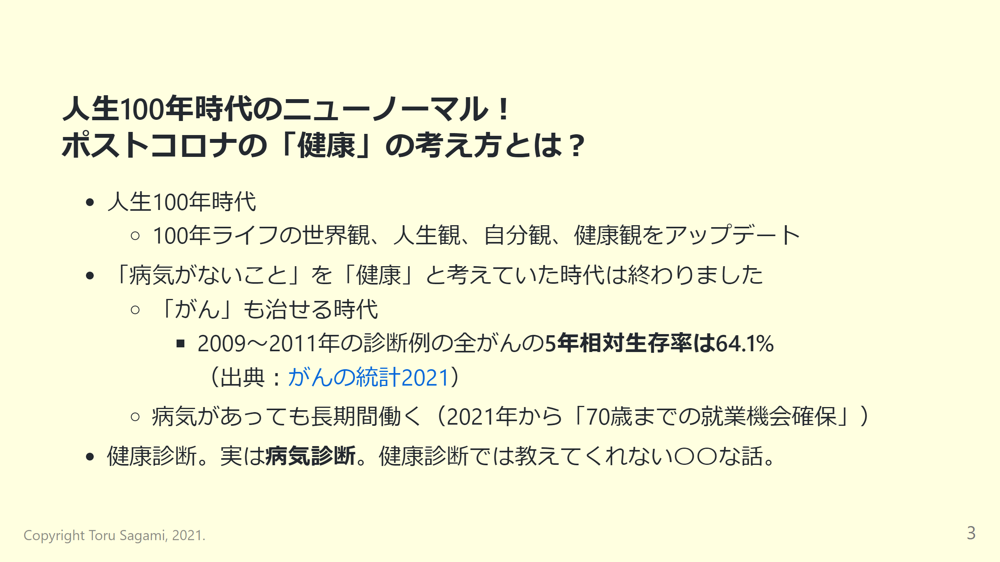 人生100年時代のニューノーマル！
ポストコロナの「健康」の考え方とは？
• 人生100年時代
○ 100年ライフの世界観、人生観、自分観、健康観をアップデート
• 「病気がないこと」を「健康」と考えていた時代は終わりました
○ 「がん」も治せる時代
■ 2009～2011年の診断例の全がんの5年相対生存率は64.1%
（出典：がんの統計2021）
○ 病気があっても長期間働く（2021年から「70歳までの就業機会確保」）
• 健康診断。実は病気診断。健康診断では教えてくれない〇〇な話。
Copyright Toru Sagami, 2021.
3